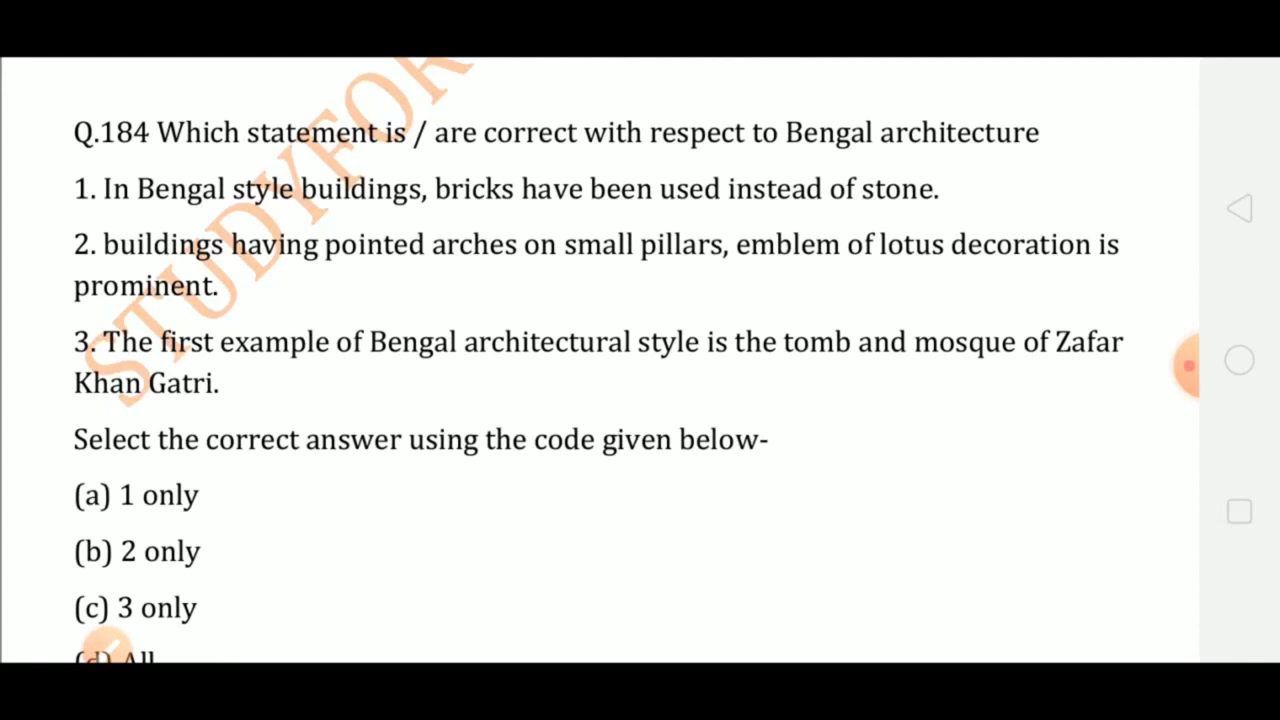 Q.184 Which statement is / are correct with respect to Bengal architecture
1. In Bengal style buildings, bricks have been used instead of stone.
2. buildings having pointed arches on small pillars, emblem of lotus decoration is
prominent.
3. The first example of Bengal architectural style is the tomb and mosque of Zafar
Khan Gatri.
Select the correct answer using the code given below-
(a) 1 only
(b) 2 only
(c) 3 only
(d) All
STUDYFOR